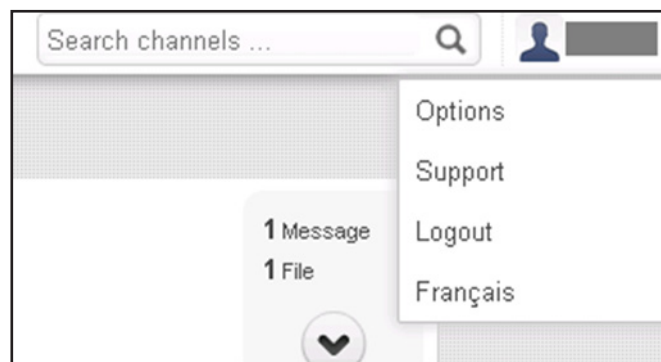 Search channels ...
Options
Support
Logout
Français
1 Message
1 File